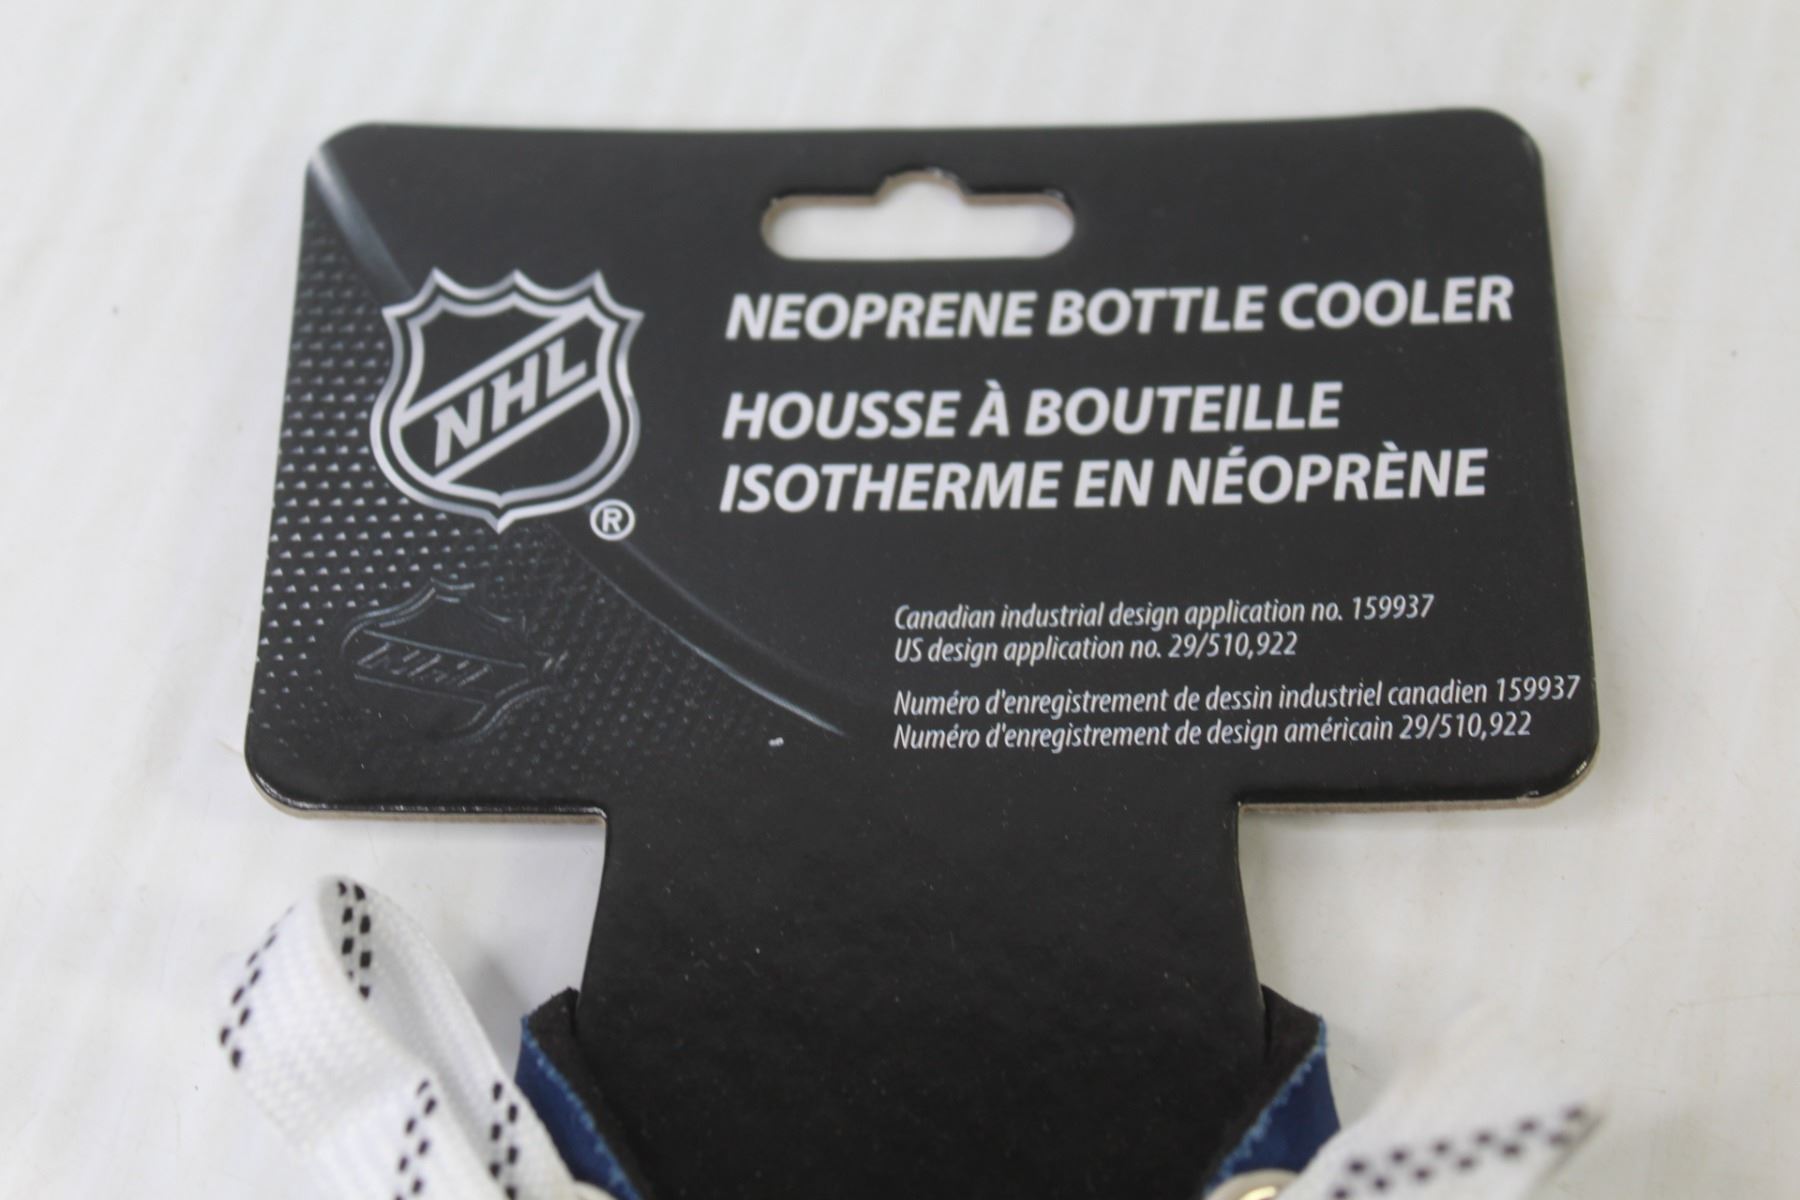 NHL
®
NEOPRENE BOTTLE COOLER
HOUSSE À BOUTEILLE
ISOTHERME EN NÉOPRÈNE
Canadian industrial design application no. 159937
US design application no. 29/510,922
Numéro d'enregistrement de dessin industriel canadien 159937
Numéro d'enregistrement de design américain 29/510,922
NHL